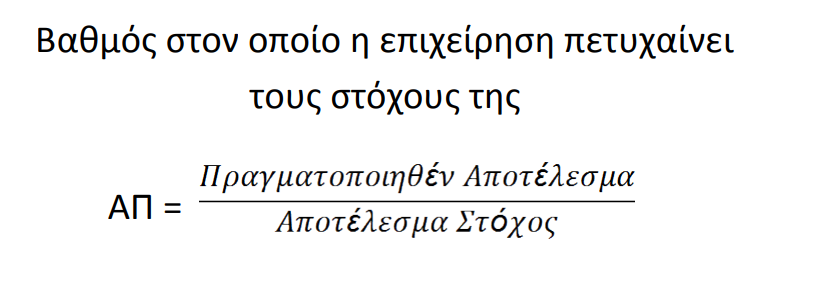 Βαθμός στον οποίο η επιχείρηση πετυχαίνει
τους στόχους της
ΑΠ = Πραγματοποιηθέν Αποτέλεσμα
Αποτέλεσμα Στόχος